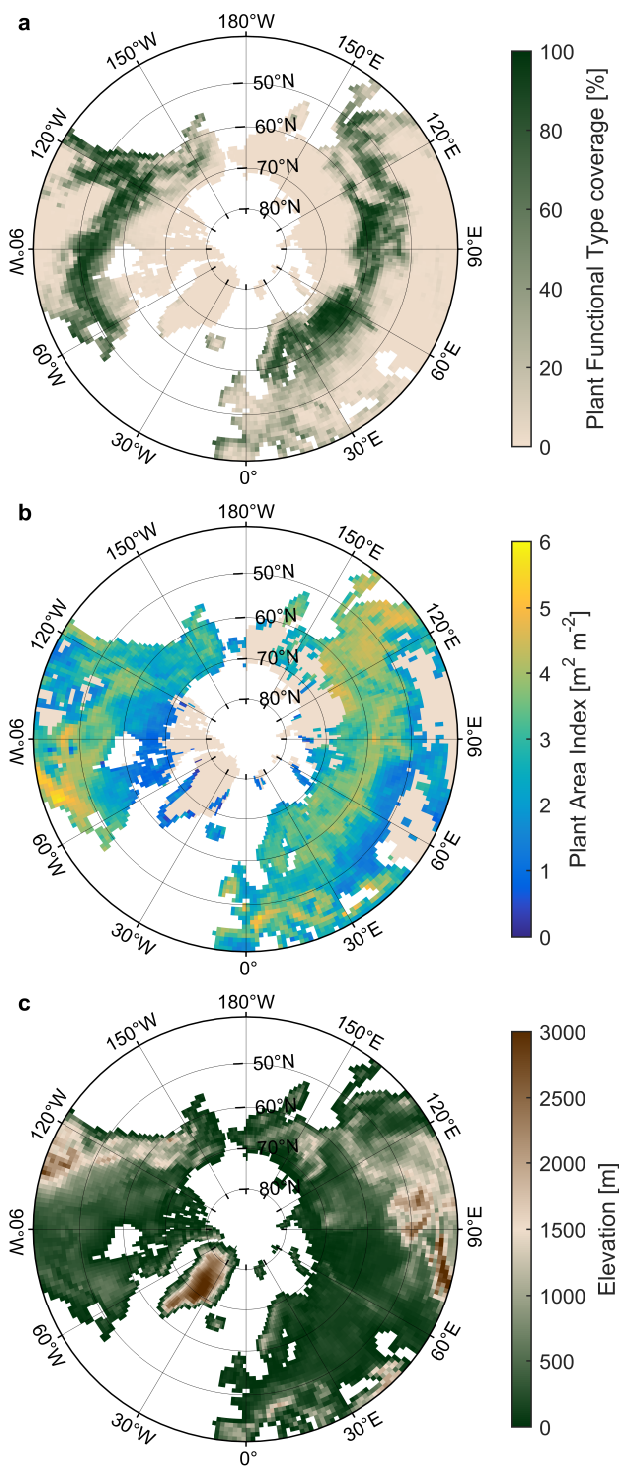 a
180°W
150°W
150°E
120°W
120°E
90°W
90°E
60°W
60°E
30°W
30°E
0°
50°N
60°N
70°N
80°N
100
80
60
40
20
0
Plant Functional Type coverage [%]
b
180°W
150°W
150°E
120°W
120°E
90°W
90°E
60°W
60°E
30°W
30°E
0°
50°N
60°N
70°N
80°N
6
5
4
3
2
1
0
Plant Area Index [m² m⁻²]
c
180°W
150°W
150°E
120°W
120°E
90°W
90°E
60°W
60°E
30°W
30°E
0°
50°N
60°N
70°N
80°N
3000
2500
2000
1500
1000
500
0
Elevation [m]